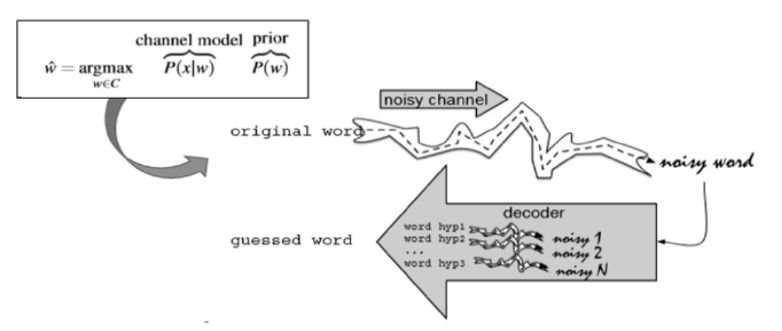 channel model prior
ŵ = argmax P(x|w) P(w)
w∈C
noisy channel
original word
noisy word
decoder
word hyp1
noisy 1
word hyp2
noisy 2
...
word hyp3
noisy N
guessed word